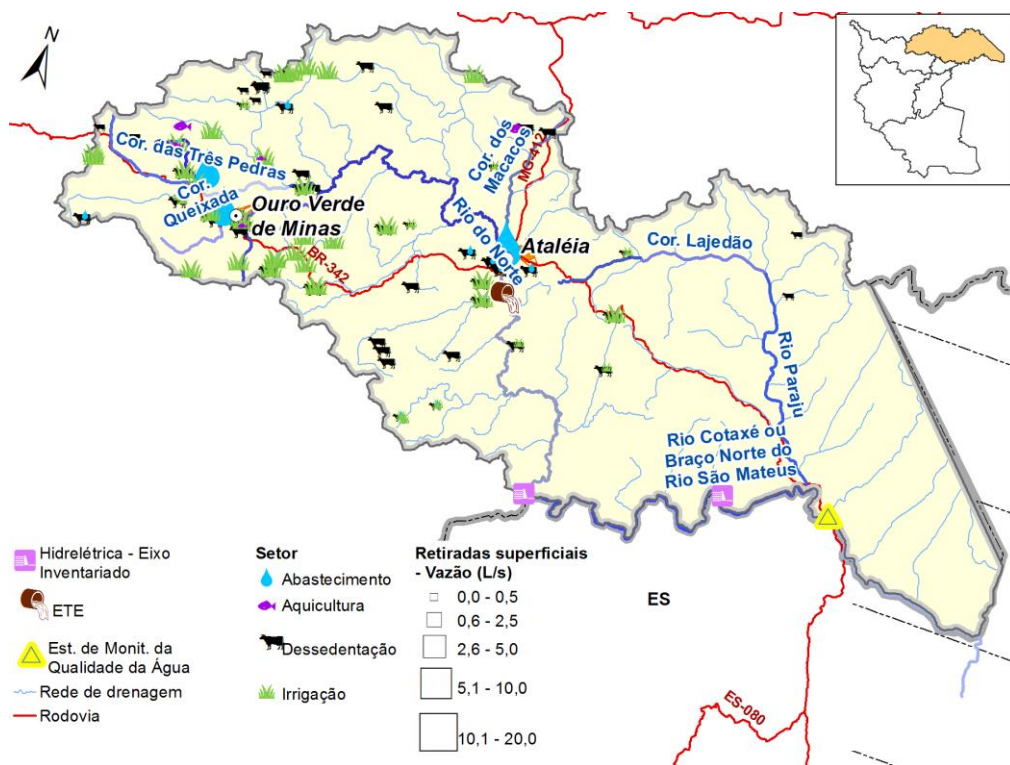 N
Cor. das Três Pedras
Cor.
Queixada
Ouro Verde
de Minas
BR-342
Rio do Norte
Cor. dos
Macacos
MG-412
Ataléia
Cor. Lajedão
Rio Paraju
Rio Cotaxé ou
Braço Norte do
Rio São Mateus
ES
ES-080
Hidrelétrica - Eixo
Inventariado
ETE
Est. de Monit. da
Qualidade da Água
Rede de drenagem
Rodovia
Setor
Abastecimento
Aquicultura
Dessedentação
Irrigação
Retiradas superficiais
- Vazão (L/s)
0,0 - 0,5
0,6 - 2,5
2,6 - 5,0
5,1 - 10,0
10,1 - 20,0